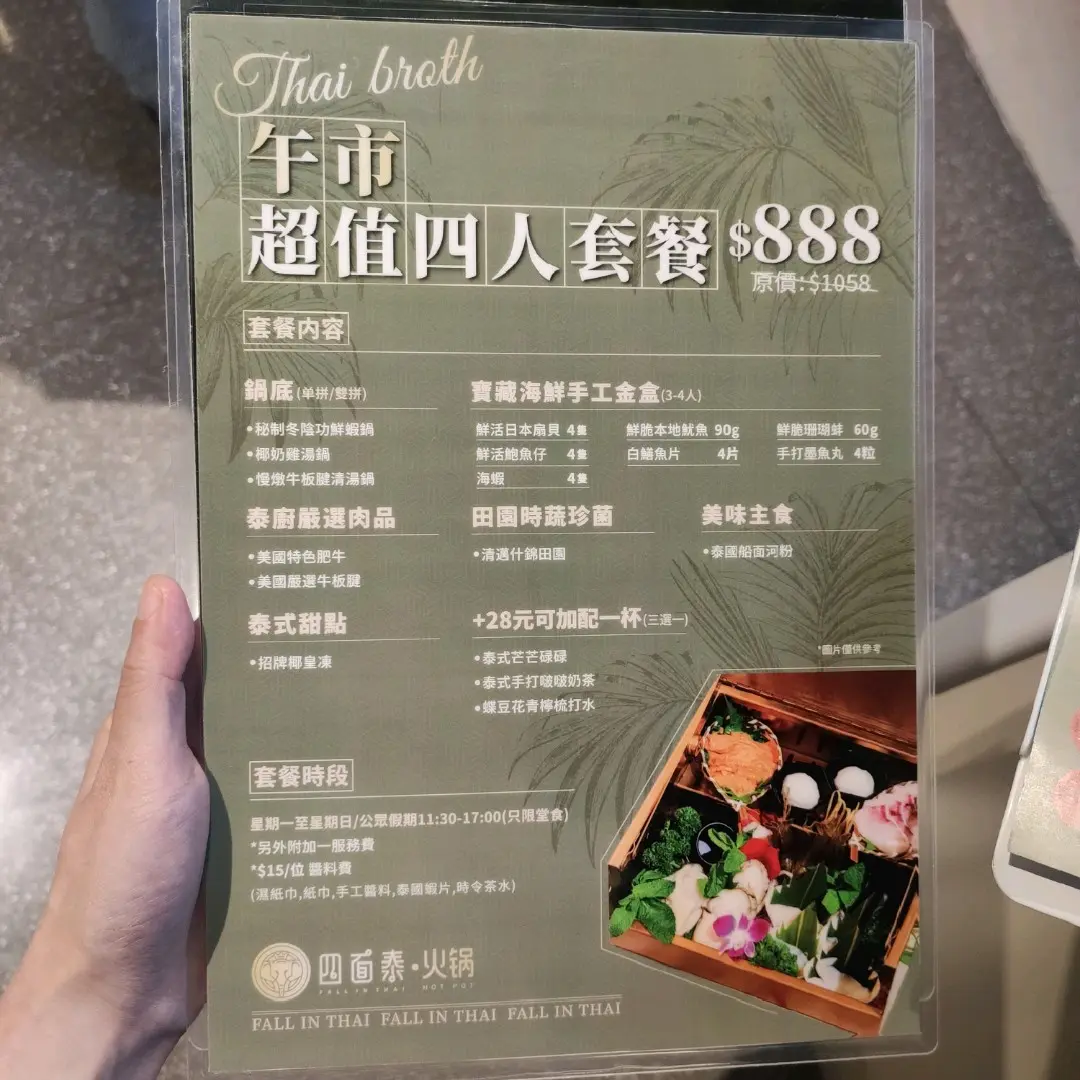 Thai broth
午市
超值四人套餐 $888
原價:$1058
套餐内容
鍋底(单拼/雙拼)
•秘制冬陰功鮮蝦鍋
•椰奶雞湯鍋
•慢燉牛板腱清湯鍋
寶藏海鮮手工金盒(3-4人)
鮮活日本扇貝 4隻
鮮活鮑魚仔 4隻
海蝦 4隻
鮮脆本地魷魚 90g
白鱔魚片 4片
鮮脆珊瑚蚌 60g
手打墨魚丸 4粒
泰廚嚴選肉品
•美國特色肥牛
•美國嚴選牛板腱
田園時蔬珍菌
•清邁什錦田園
美味主食
•泰國船面河粉
泰式甜點
•招牌椰皇凍
+28元可加配一杯(三選一)
•泰式芒芒碌碌
•泰式手打啵啵奶茶
•蝶豆花青檸梳打水
*圖片僅供參考
套餐時段
星期一至星期日/公眾假期11:30-17:00(只限堂食)
*另外附加一服務費
*$15/位 醬料費
(濕紙巾,紙巾,手工醬料,泰國蝦片,時令茶水)
四面泰·火锅
FALL IN THAI HOT POT
FALL IN THAI FALL IN THAI FALL IN THAI